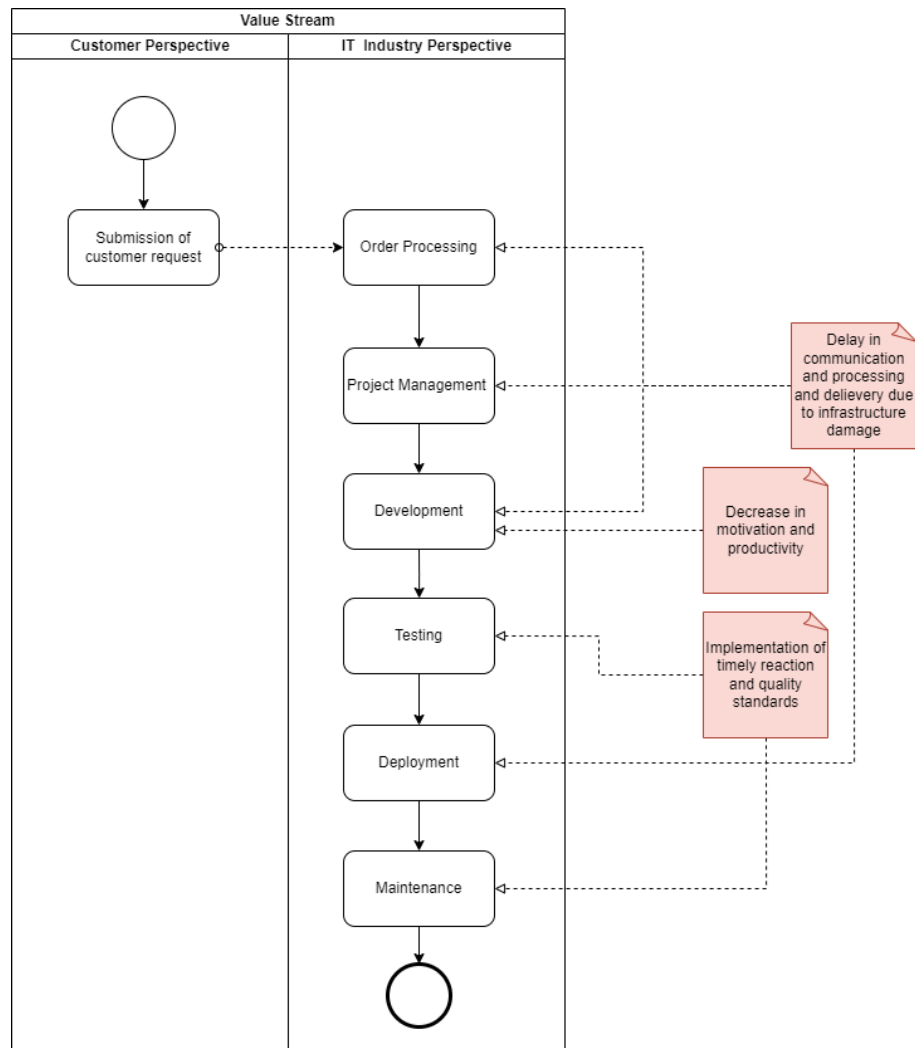 Value Stream
Customer Perspective
IT Industry Perspective
Submission of
customer request
Order Processing
Project Management
Development
Testing
Deployment
Maintenance
Delay in
communication
and processing
and delievery due
to infrastructure
damage
Decrease in
motivation and
productivity
Implementation of
timely reaction
and quality
standards